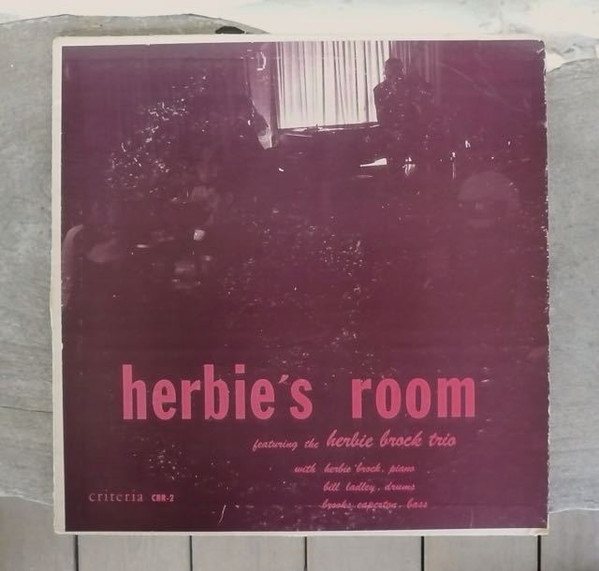 herbie's room
featuring the herbie brock trio
with herbie brock, piano
bill ladley, drums
brooks caperton, bass
criteria CBR-2